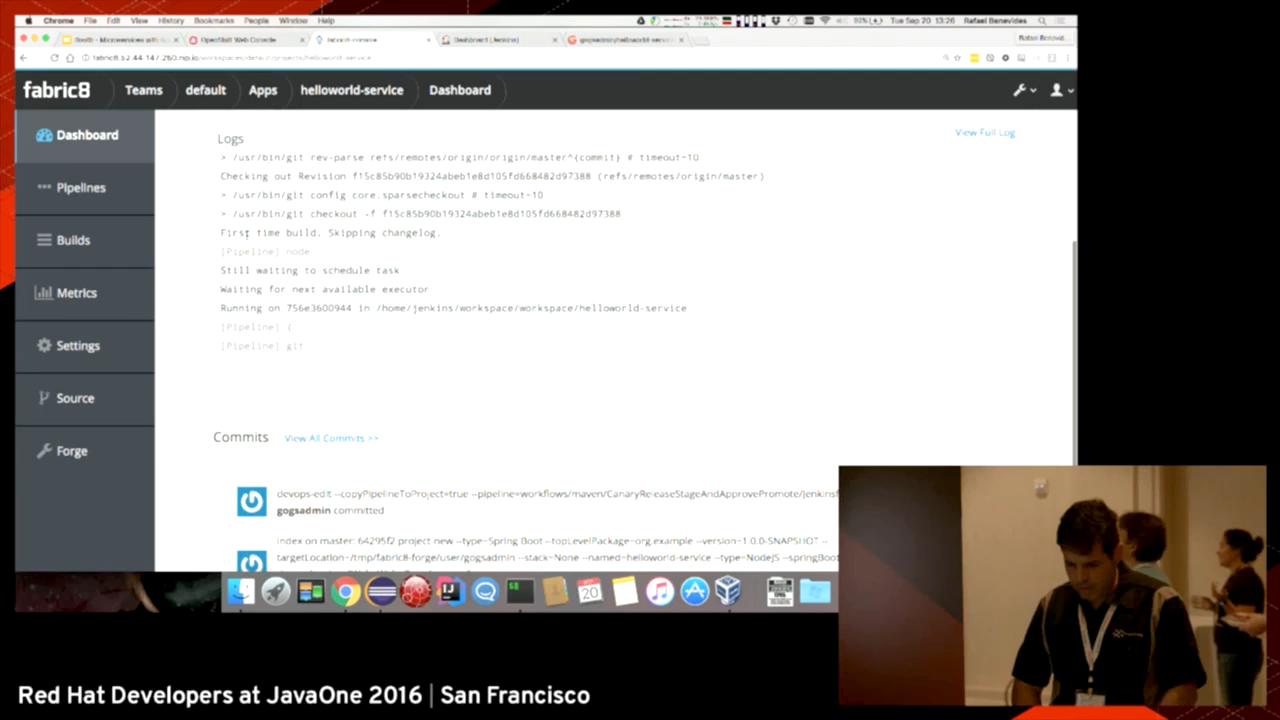 Chrome File Edit View History Bookmarks People Window Help
Tue Sep 20 13:26 Rafael Benevides
OpenShift Web Console
fabric8-console
Dashboard [Jenkins]
fabric8 Teams default Apps helloworld-service Dashboard
Dashboard
Pipelines
Builds
Metrics
Settings
Source
Forge
Logs
View Full Log
> /usr/bin/git rev-parse refs/remotes/origin/origin/master^{commit} # timeout=10
Checking out Revision f15c85b90b19324abeb1e8d105fd668482d97388 (refs/remotes/origin/master)
> /usr/bin/git config core.sparsecheckout # timeout=10
> /usr/bin/git checkout -f f15c85b90b19324abeb1e8d105fd668482d97388
First time build. Skipping changelog.
[Pipeline] node
Still waiting to schedule task
Waiting for next available executor
Running on 756e3600944 in /home/jenkins/workspace/workspace/helloworld-service
[Pipeline] {
[Pipeline] git
Commits View All Commits >>
devops-edit --copyPipelineToProject=true --pipeline=workflows/maven/CanaryReleaseStageAndApprovePromote/Jenkinsf
gogsadmin committed
index on master: 64295f2 project new --type=Spring Boot --topLevelPackage=org.example --version=1.0.0-SNAPSHOT --
targetLocation=/tmp/fabric8-forge/user/gogsadmin --stack=None --named=helloworld-service --type=NodeJS --springBoot
20
Red Hat Developers at JavaOne 2016 | San Francisco